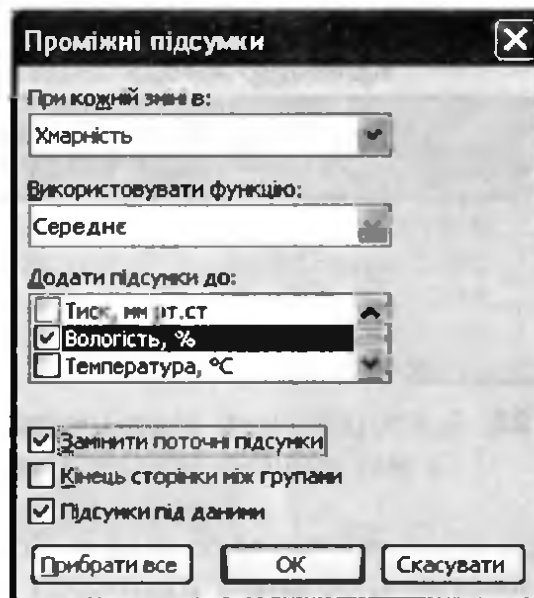 Проміжні підсумки
При кожній зміні в:
Хмарність
Використовувати функцію:
Середнє
Додати підсумки до:
Тиск, мм рт.ст
Вологість, %
Температура, °C
Замінити поточні підсумки
Кінець сторінки між групами
Підсумки під даними
Прибрати все
ОК
Скасувати